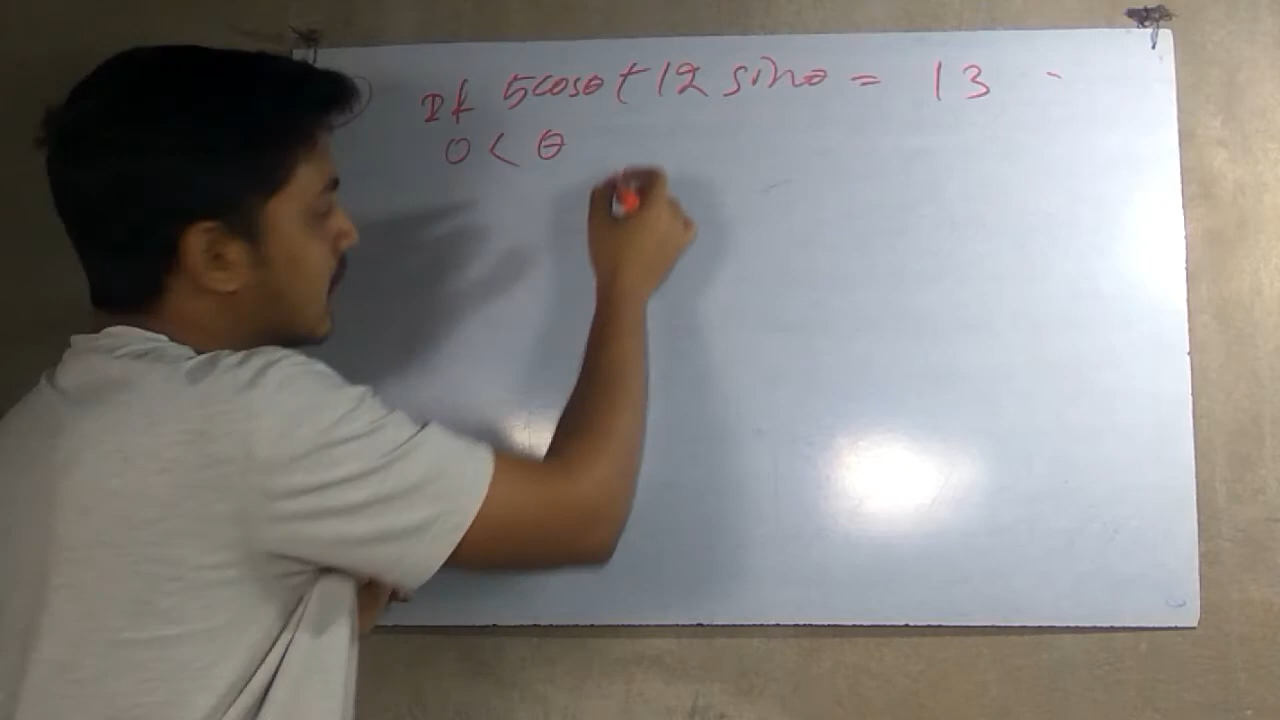 If 5cosθ + 12 sinθ = 13
0 < θ